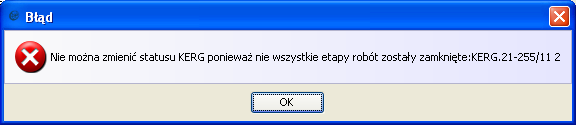 Błąd
Nie można zmienić statusu KERG ponieważ nie wszystkie etapy robót zostały zamknięte:KERG.21-255/11 2
OK